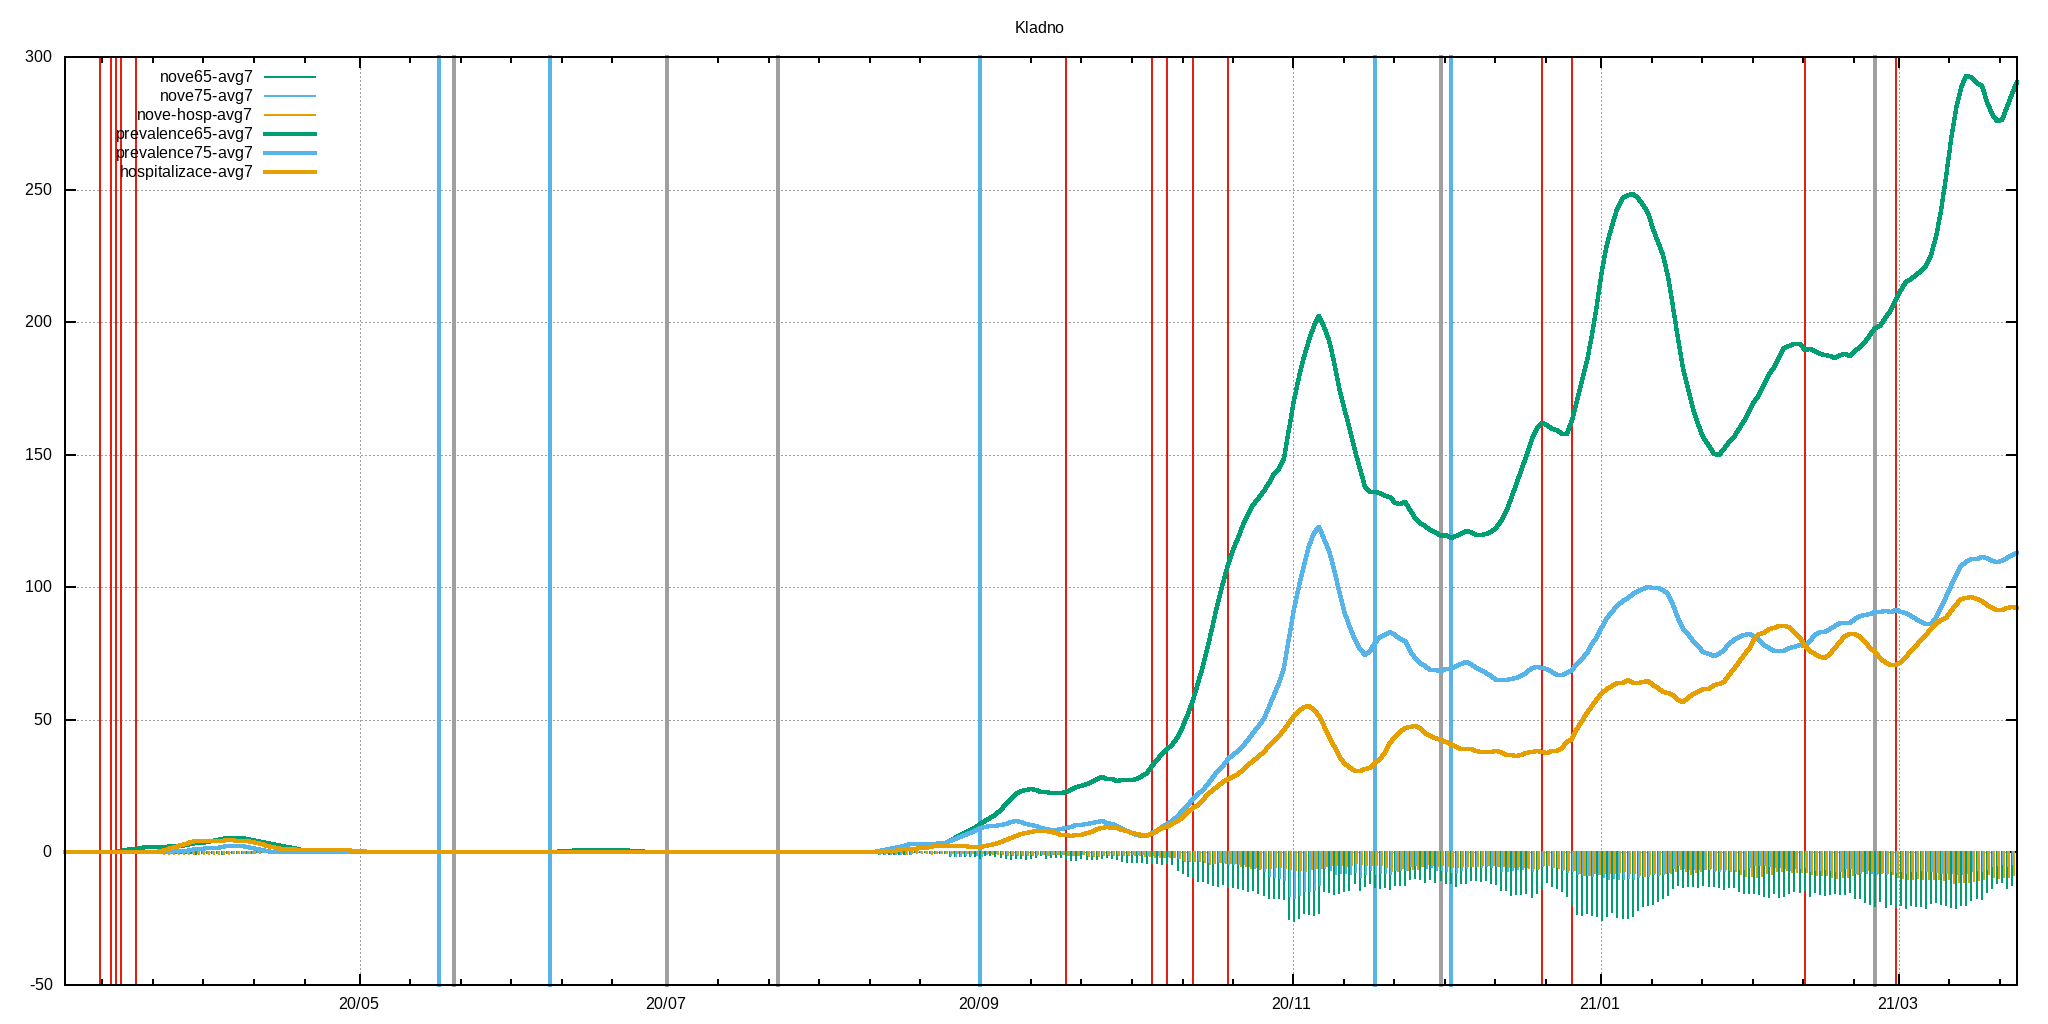 Kladno
300
250
200
150
100
50
0
-50
nove65-avg7
nove75-avg7
nove-hosp-avg7
prevalence65-avg7
prevalence75-avg7
hospitalizace-avg7
20/05
20/07
20/09
20/11
21/01
21/03